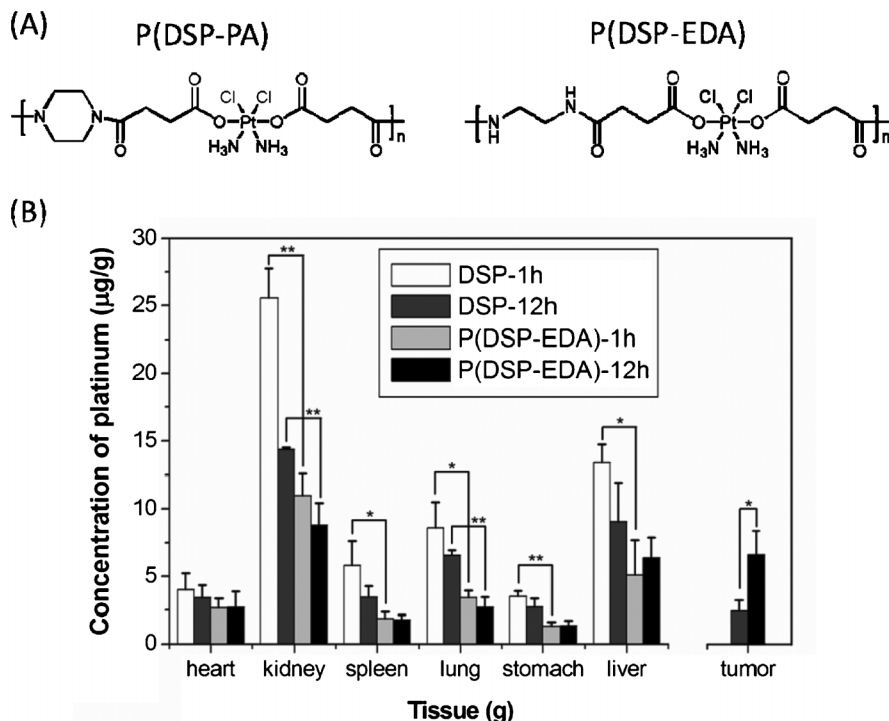 (A)
P(DSP-PA)
P(DSP-EDA)
O
Cl
Cl
O
N
N
O
Pt
O
O
H₃N
NH₃
O
n
O
Cl
Cl
O
H
N
N
H
O
O
Pt
O
H₃N
NH₃
O
n
(B)
Concentration of platinum (µg/g)
30
25
20
15
10
5
0
DSP-1h
DSP-12h
P(DSP-EDA)-1h
P(DSP-EDA)-12h
**
**
*
*
**
**
*
*
heart
kidney
spleen
lung
stomach
liver
tumor
Tissue (g)